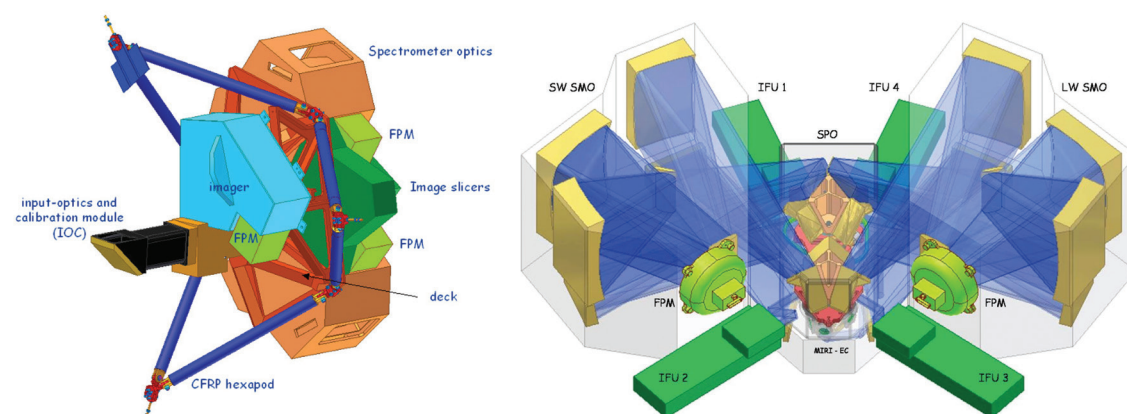 Spectrometer optics
FPM
imager
Image slicers
input-optics and
calibration module
(IOC)
FPM
FPM
deck
CFRP hexapod
IFU 1
IFU 4
SW SMO
LW SMO
SPO
FPM
FPM
MIRI - EC
IFU 2
IFU 3